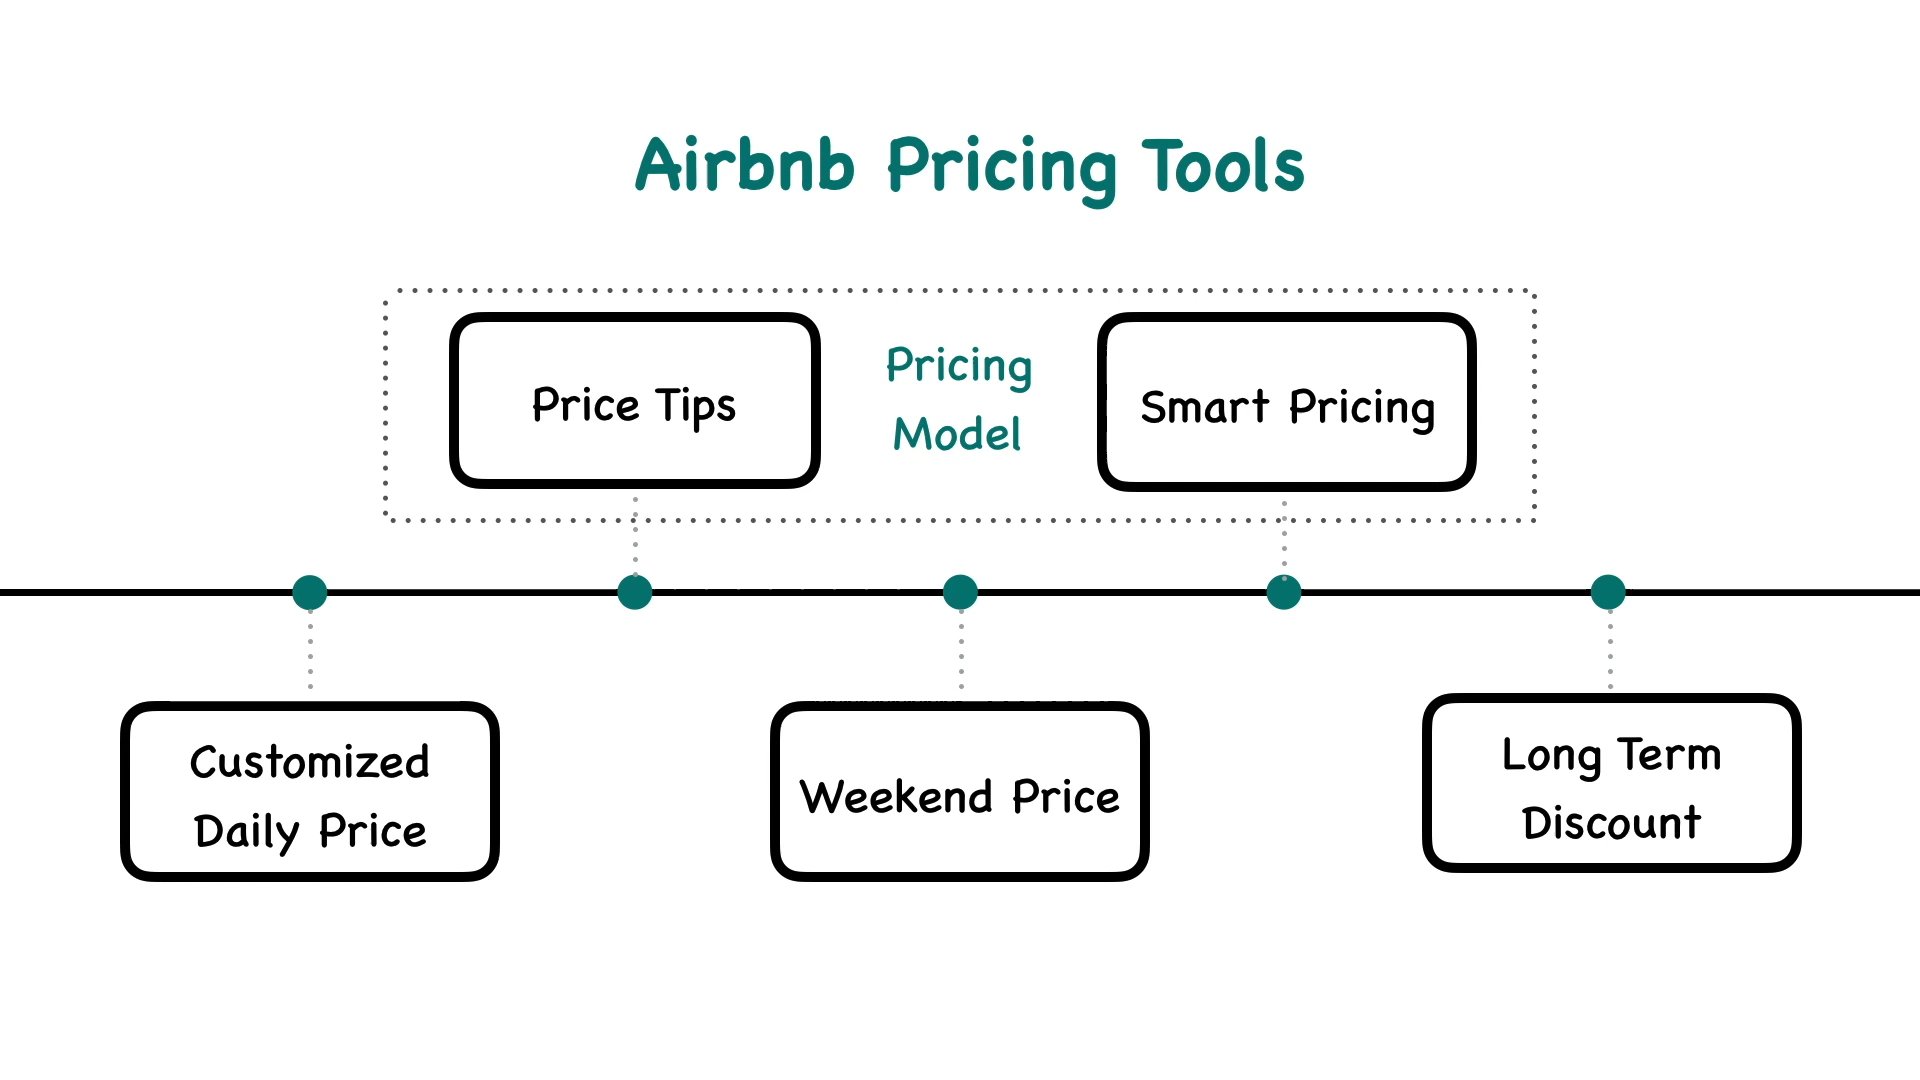 Airbnb Pricing Tools
Price Tips
Pricing
Model
Smart Pricing
Customized
Daily Price
Weekend Price
Long Term
Discount